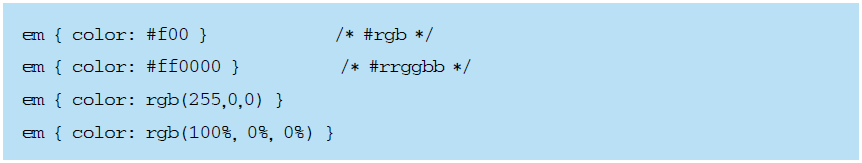 em { color: #f00 } /* #rgb */
em { color: #ff0000 } /* #rrggbb */
em { color: rgb(255,0,0) }
em { color: rgb(100%, 0%, 0%) }